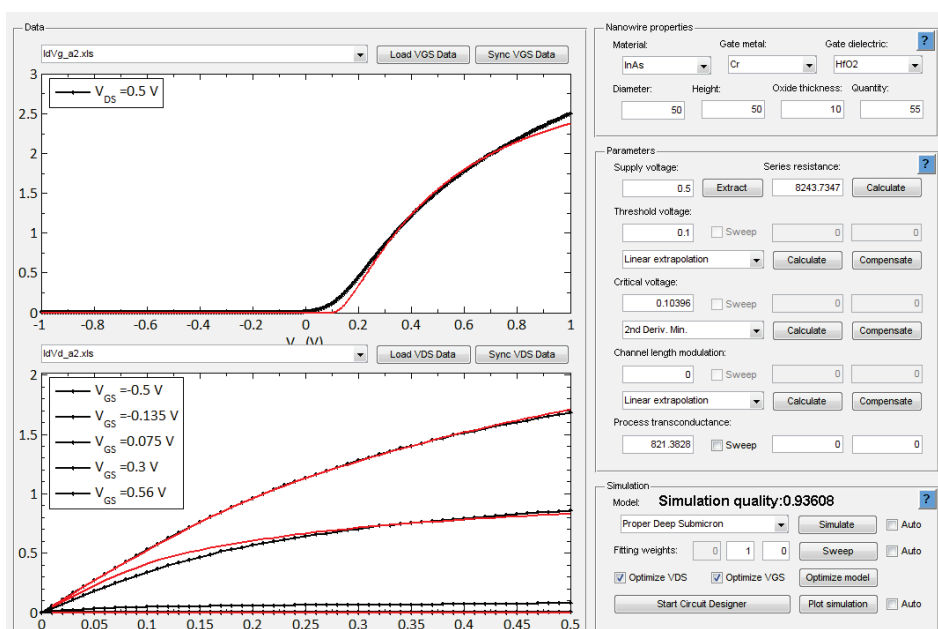 Data
IdVg_a2.xls
Load VGS Data
Sync VGS Data
3
2.5
2
1.5
1
0.5
0
V DS =0.5 V
-1 -0.8 -0.6 -0.4 -0.2 0 0.2 0.4 0.6 0.8 1
(V)
IdVd_a2.xls
Load VDS Data
Sync VDS Data
2
1
0.5
0
V GS =-0.5 V
V GS =-0.135 V
V GS =0.075 V
V GS =0.3 V
V GS =0.56 V
0 0.05 0.1 0.15 0.2 0.25 0.3 0.35 0.4 0.45 0.5
Nanowire properties
?
Material: Gate metal: Gate dielectric:
InAs Cr HfO2
Diameter: Height: Oxide thickness: Quantity:
50 50 10 55
Parameters
?
Supply voltage: Series resistance:
0.5 Extract 8243.7347 Calculate
Threshold voltage:
0.1 Sweep 0 0
Linear extrapolation Calculate Compensate
Critical voltage:
0.10396 Sweep 0 0
2nd Deriv. Min. Calculate Compensate
Channel length modulation:
0 Sweep 0 0
Linear extrapolation Calculate Compensate
Process transconductance:
821.3828 Sweep 0 0
Simulation
?
Model: Simulation quality:0.93608
Proper Deep Submicron Simulate Auto
Fitting weights: 0 1 0 Sweep Auto
Optimize VDS Optimize VGS Optimize model
Start Circuit Designer Plot simulation Auto